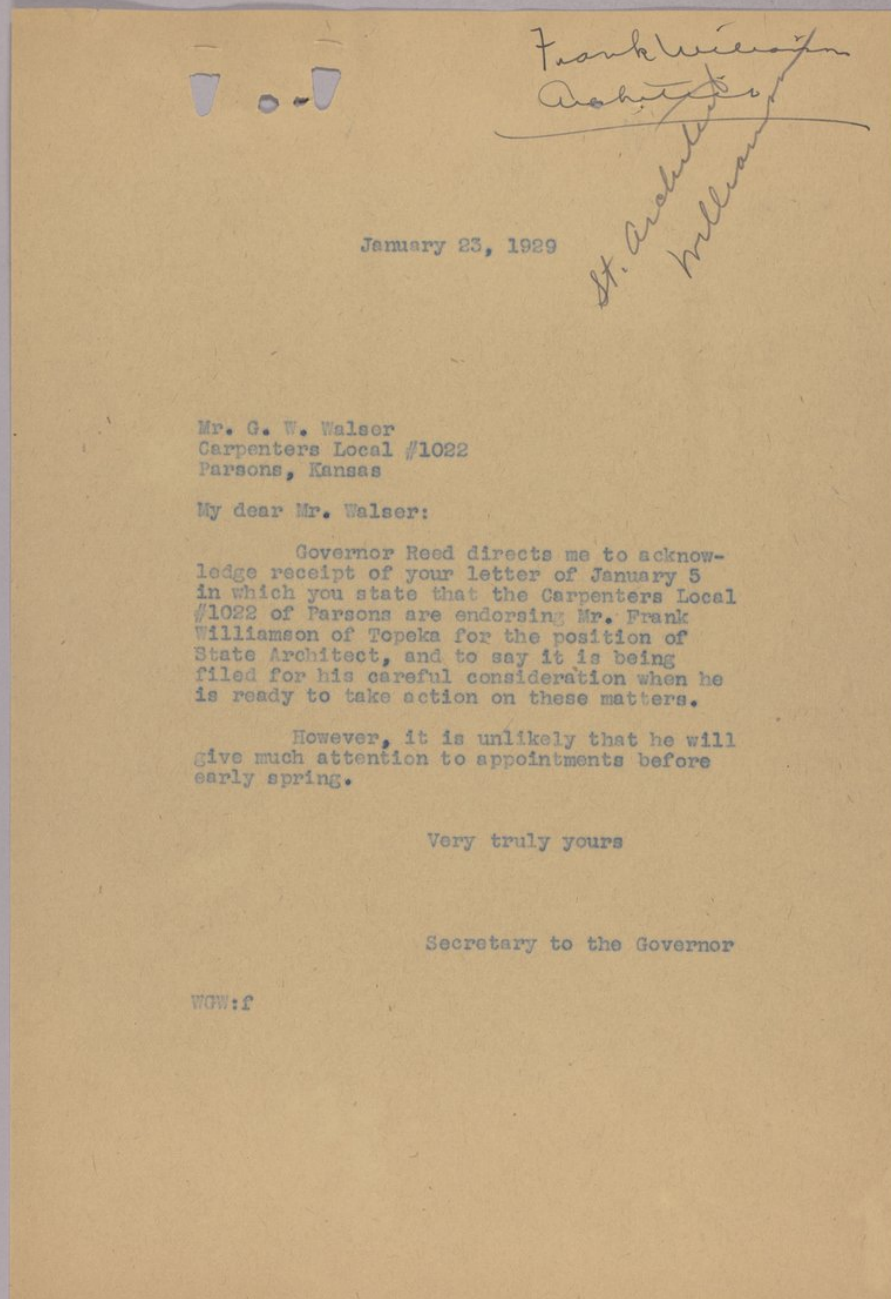 Frank Williamson
Architect
St. Architect
Williamson
January 23, 1929
Mr. G. W. Walser
Carpenters Local #1022
Parsons, Kansas
My dear Mr. Walser:
Governor Reed directs me to acknow-
ledge receipt of your letter of January 5
in which you state that the Carpenters Local
#1022 of Parsons are endorsing Mr. Frank
Williamson of Topeka for the position of
State Architect, and to say it is being
filed for his careful consideration when he
is ready to take action on these matters.
However, it is unlikely that he will
give much attention to appointments before
early spring.
Very truly yours
Secretary to the Governor
WGW:f